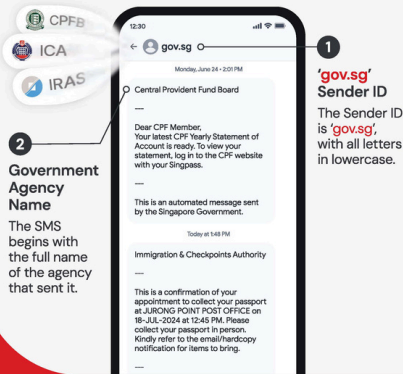 CPFB
ICA
IRAS
12:30
gov.sg
1
'gov.sg'
Sender ID
The Sender ID
is 'gov.sg',
with all letters
in lowercase.
2
Government
Agency
Name
The SMS
begins with
the full name
of the agency
that sent it.
Monday, June 24 • 2:01 PM
Central Provident Fund Board
----
Dear CPF Member,
Your latest CPF Yearly Statement of
Account is ready. To view your
statement, log in to the CPF website
with your Singpass.
----
This is an automated message sent
by the Singapore Government.
Today at 1:48 PM
Immigration & Checkpoints Authority
----
This is a confirmation of your
appointment to collect your passport
at JURONG POINT POST OFFICE on
18-JUL-2024 at 12:45 PM. Please
collect your passport in person.
Kindly refer to the email/hardcopy
notification for items to bring.
----